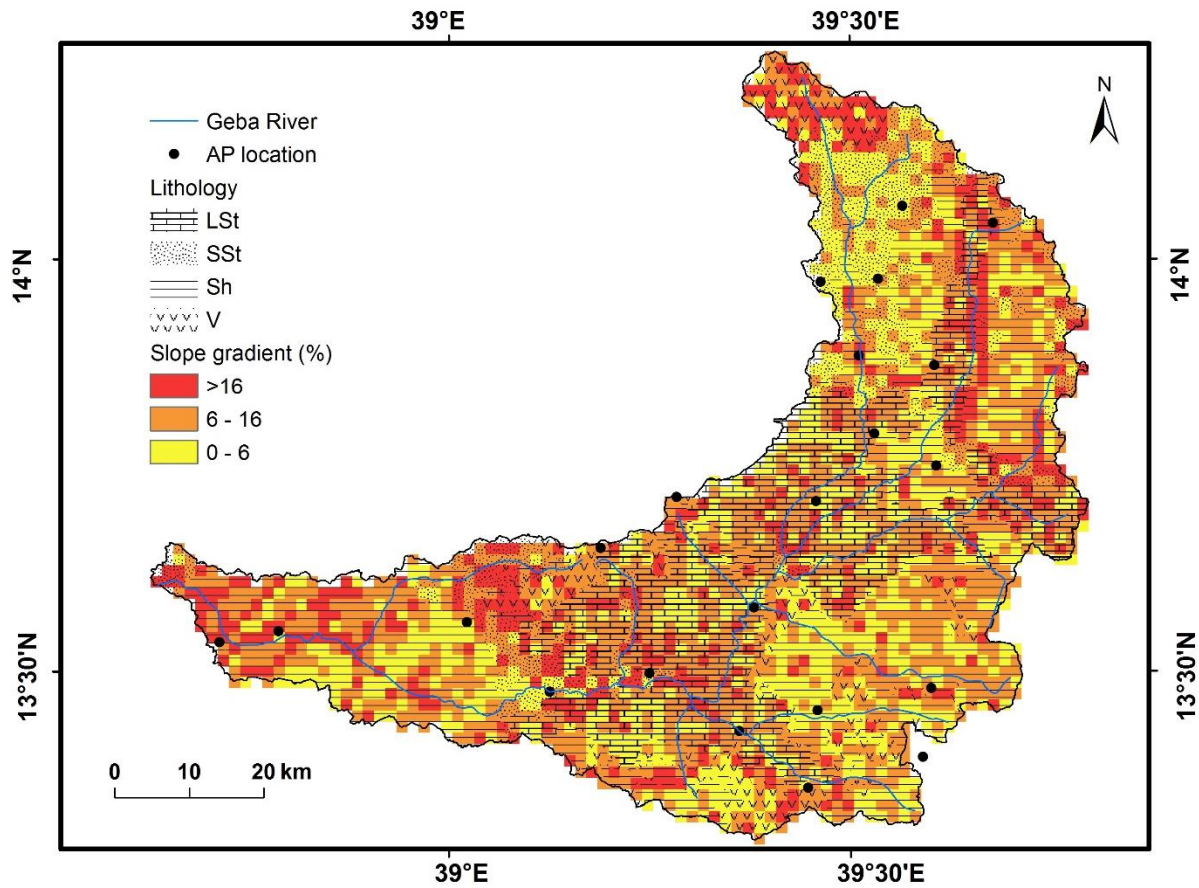 39°E 39°30'E
N
Geba River
AP location
Lithology
LSt
SSt
Sh
V
Slope gradient (%)
>16
6 - 16
0 - 6
14°N 14°N
13°30'N 13°30'N
0 10 20 km
39°E 39°30'E